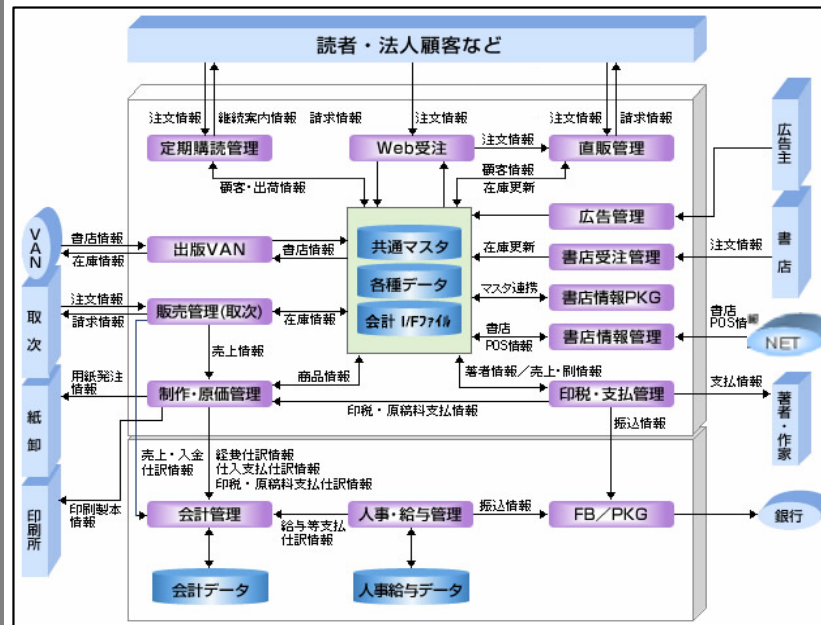 読者・法人顧客など
注文情報
継続案内情報
請求情報
注文情報
注文情報
請求情報
定期購読管理
Web受注
注文情報
直販管理
顧客・出荷情報
顧客情報
在庫更新
広告主
広告管理
VAN
書店情報
在庫情報
出版VAN
書店情報
共通マスタ
各種データ
会計 I/Fファイル
在庫更新
書店受注管理
注文情報
書店
マスタ連携
書店情報PKG
取次
注文情報
請求情報
販売管理(取次)
在庫情報
書店
POS情報
書店情報管理
書店
POS情報
NET
売上情報
商品情報
著者情報/売上・刷情報
用紙発注
情報
紙卸
制作・原価管理
印税・原稿料支払情報
印税・支払管理
支払情報
著者・作家
売上・入金
仕訳情報
経費仕訳情報
仕入支払仕訳情報
印税・原稿料支払仕訳情報
振込情報
印刷所
印刷製本
情報
会計管理
給与等支払
仕訳情報
人事・給与管理
振込情報
FB/PKG
銀行
会計データ
人事給与データ